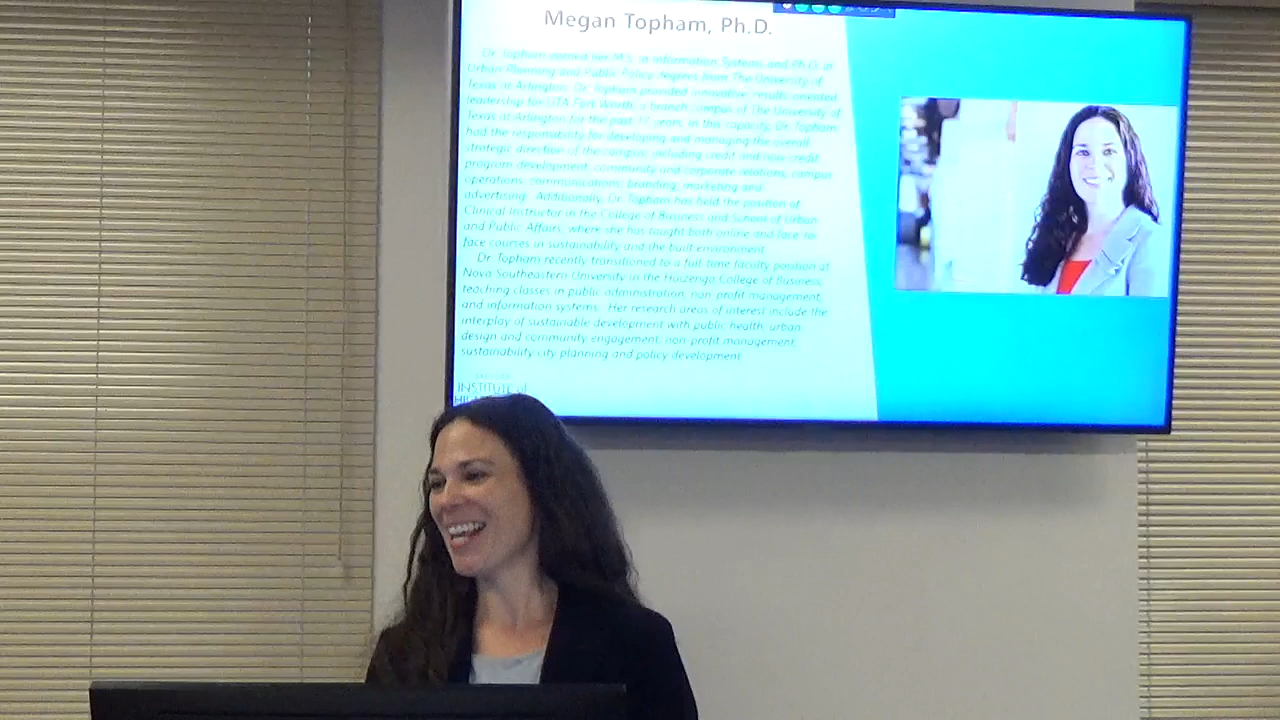 Megan Topham, Ph.D.
Dr. Topham earned her M.S. in Information Systems and Ph.D. in
Urban Planning and Public Policy degrees from The University of
Texas at Arlington. Dr. Topham provided innovative, results-oriented
leadership for UTA Fort Worth, a branch campus of The University of
Texas at Arlington for the past 17 years. In this capacity, Dr. Topham
had the responsibility for developing and managing the overall
strategic direction of the campus, including credit and non-credit
program development, community and corporate relations, campus
operations, communications, branding, marketing and
advertising. Additionally, Dr. Topham has held the position of
Clinical Instructor in the College of Business and School of Urban
and Public Affairs, where she has taught both online and face-to-
face courses in sustainability and the built environment.
Dr. Topham recently transitioned to a full-time faculty position at
Nova Southeastern University in the Huizenga College of Business,
teaching classes in public administration, non-profit management,
and information systems. Her research areas of interest include the
interplay of sustainable development with public health, urban
design and community engagement, non-profit management,
sustainability city planning and policy development.
INSTITUTE of